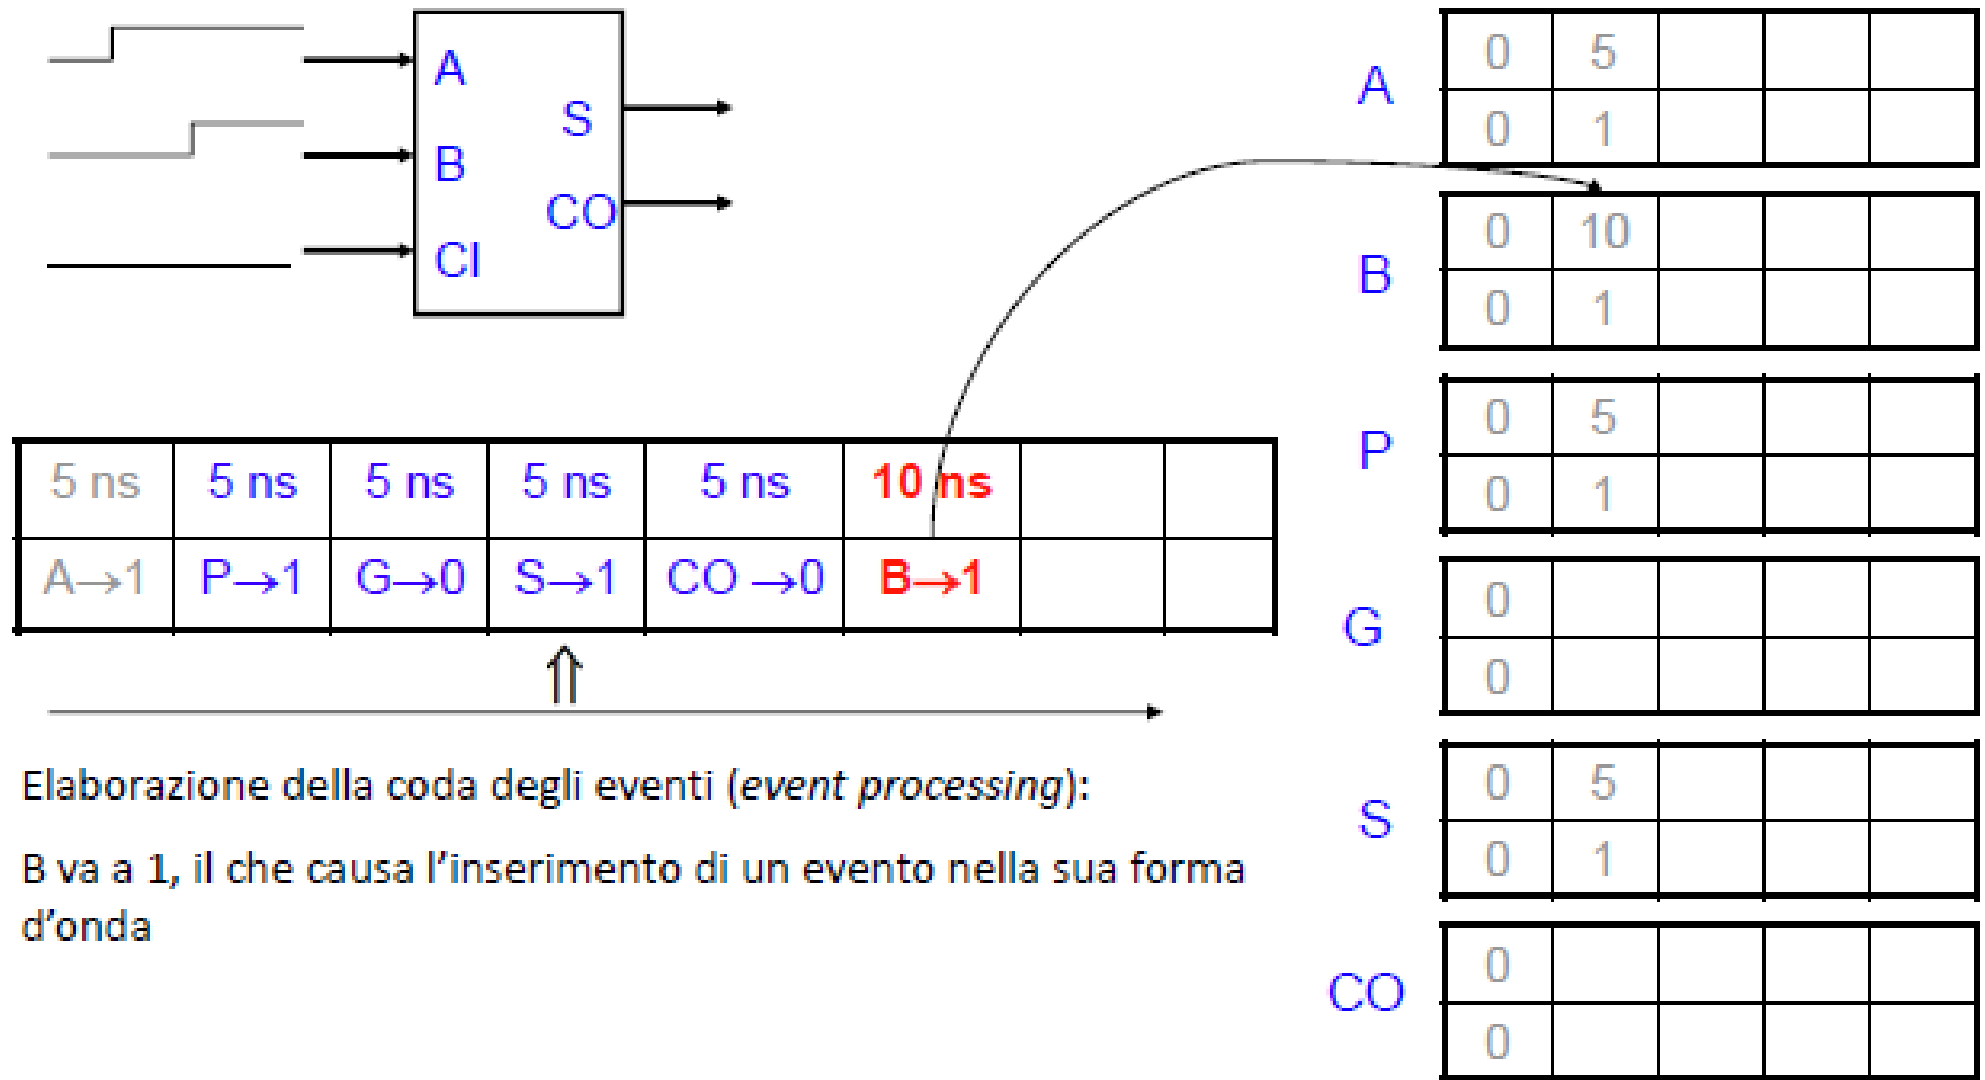 A
B
CI
S
CO
5 ns 5 ns 5 ns 5 ns 5 ns 10 ns
A→1 P→1 G→0 S→1 CO →0 B→1
⇑
Elaborazione della coda degli eventi (event processing):
B va a 1, il che causa l'inserimento di un evento nella sua forma
d'onda
A
0 5
0 1
B
0 10
0 1
P
0 5
0 1
G
0
0
S
0 5
0 1
CO
0
0